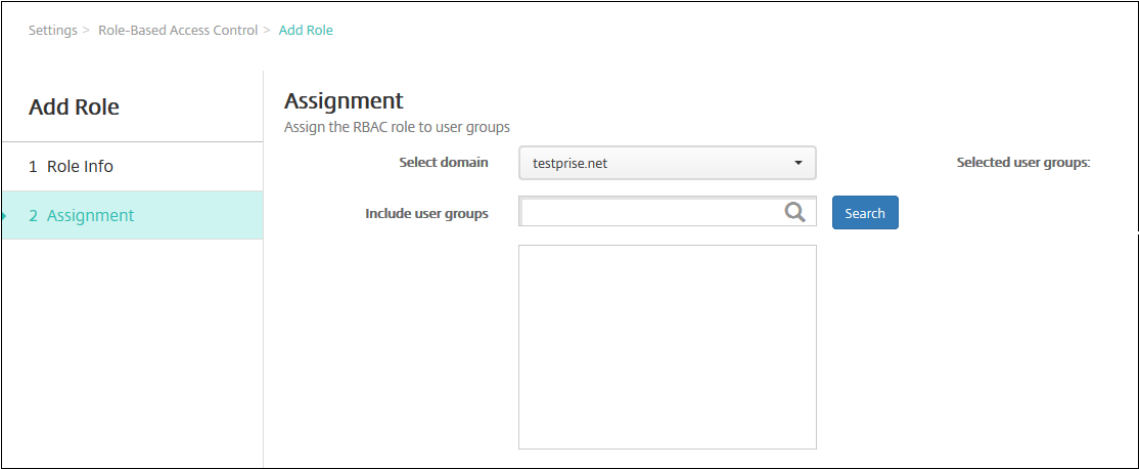 Settings > Role-Based Access Control > Add Role
Add Role
1 Role Info
2 Assignment
Assignment
Assign the RBAC role to user groups
Select domain
testprise.net
Selected user groups:
Include user groups
Search